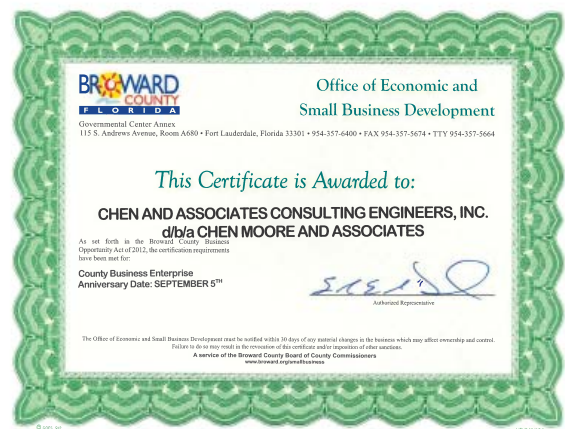 BROWARD
COUNTY
FLORIDA
Office of Economic and
Small Business Development
Governmental Center Annex
115 S. Andrews Avenue, Room A680 • Fort Lauderdale, Florida 33301 • 954-357-6400 • FAX 954-357-5674 • TTY 954-357-5664
This Certificate is Awarded to:
CHEN AND ASSOCIATES CONSULTING ENGINEERS, INC.
d/b/a CHEN MOORE AND ASSOCIATES
As set forth in the Broward County Business
Opportunity Act of 2012, the certification requirements
have been met for:
County Business Enterprise
Anniversary Date: SEPTEMBER 5TH
Authorized Representative
The Office of Economic and Small Business Development must be notified within 30 days of any material changes in the business which may affect ownership and control.
Failure to do so may result in the revocation of this certificate and/or imposition of other sanctions.
A service of the Broward County Board of County Commissioners
www.broward.org/smallbusiness